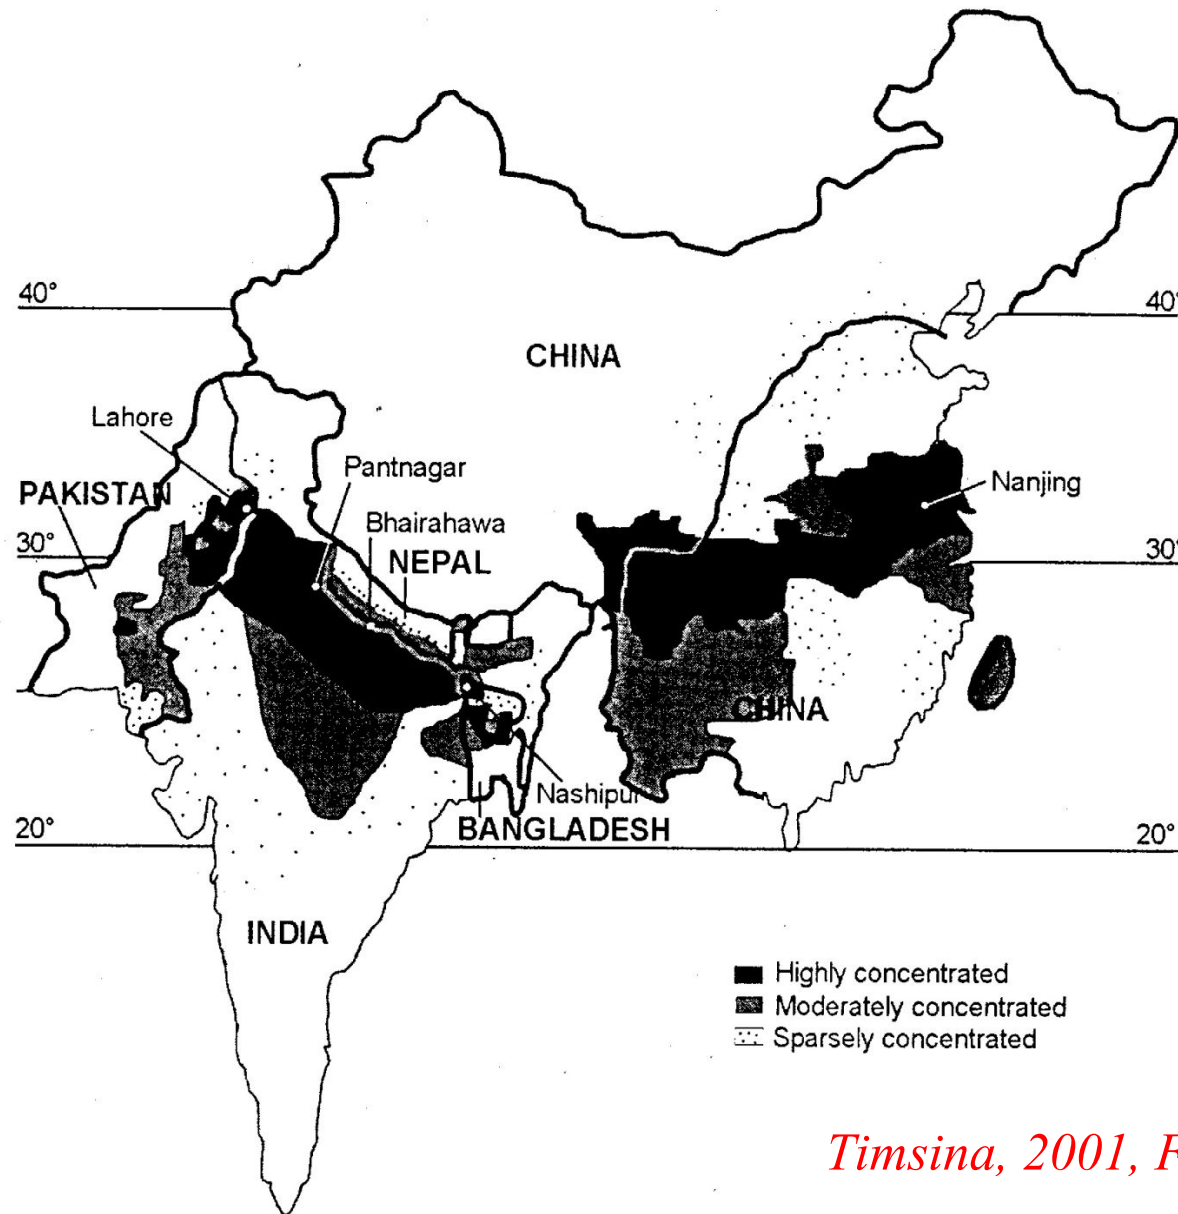 40°
40°
CHINA
Lahore
Pantnagar
PAKISTAN
Nanjing
Bhairahawa
30°
NEPAL
30°
CHINA
Nashipur
BANGLADESH
20°
20°
INDIA
Highly concentrated
Moderately concentrated
Sparsely concentrated
Timsina, 2001, F